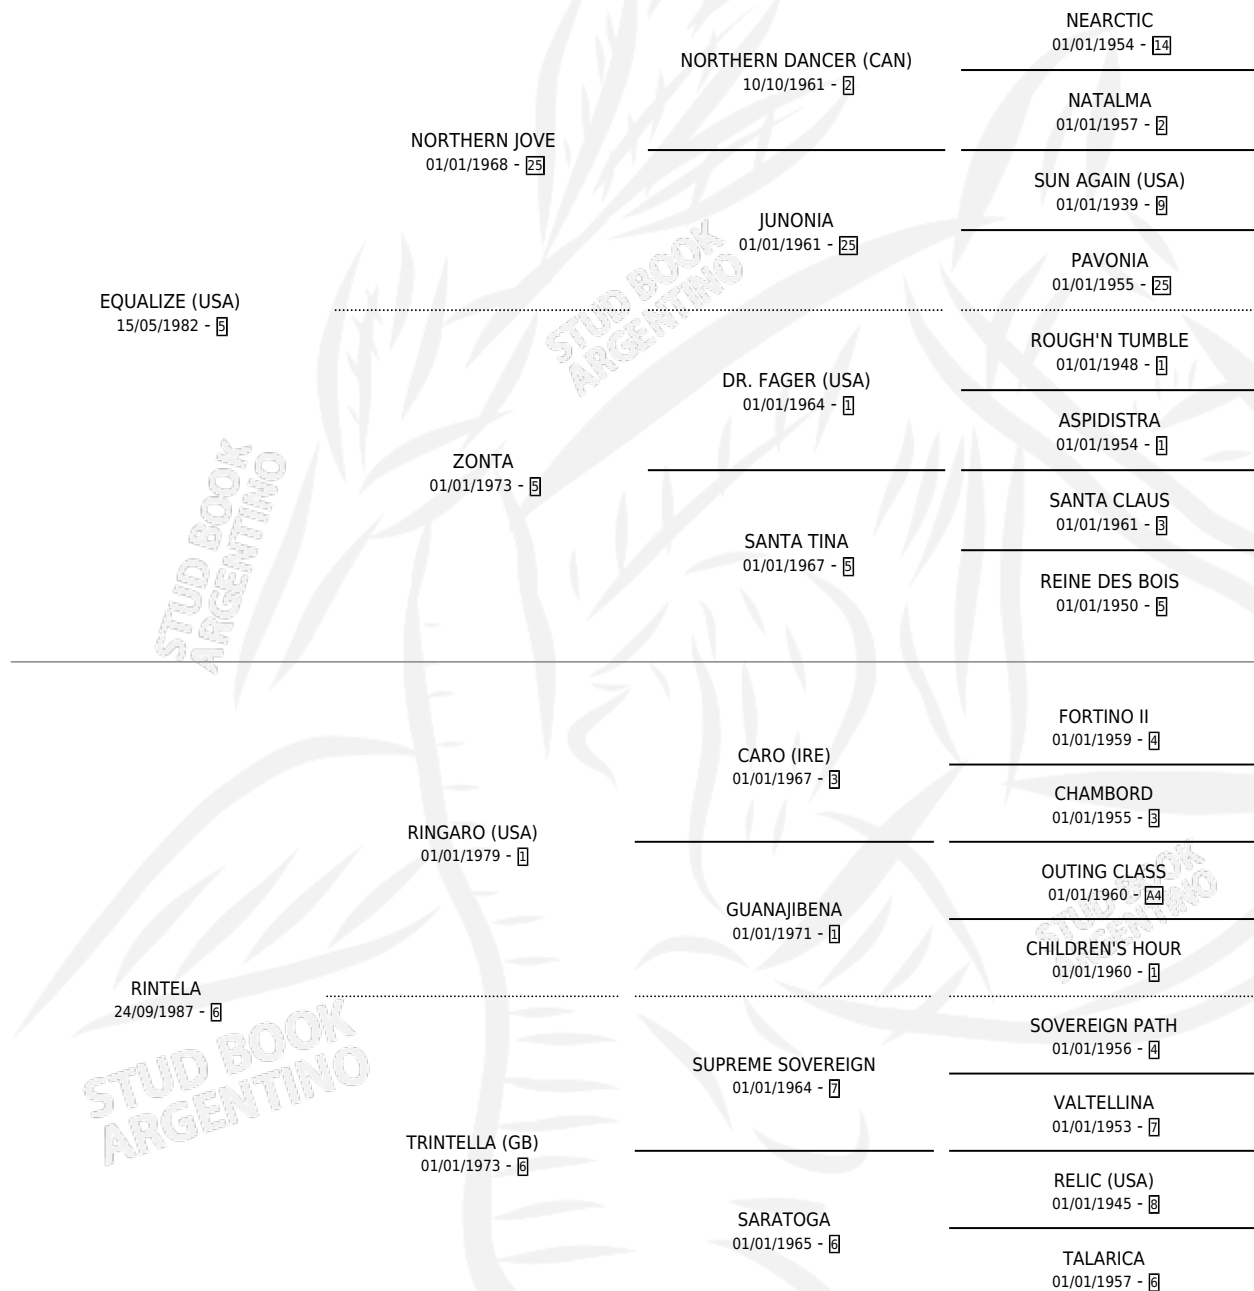 NEARCTIC
01/01/1954 - 14
NORTHERN DANCER (CAN)
10/10/1961 - 2
NATALMA
01/01/1957 - 2
NORTHERN JOVE
01/01/1968 - 25
SUN AGAIN (USA)
01/01/1939 - 9
JUNONIA
01/01/1961 - 25
PAVONIA
01/01/1955 - 25
EQUALIZE (USA)
15/05/1982 - 5
STUD BOOK
ARGENTINO
ROUGH'N TUMBLE
01/01/1948 - 1
DR. FAGER (USA)
01/01/1964 - 1
ASPIDISTRA
01/01/1954 - 1
ZONTA
01/01/1973 - 5
SANTA CLAUS
01/01/1961 - 3
SANTA TINA
01/01/1967 - 5
REINE DES BOIS
01/01/1950 - 5
STUD BOOK
ARGENTINO
FORTINO II
01/01/1959 - 4
CARO (IRE)
01/01/1967 - 3
CHAMBORD
01/01/1955 - 3
RINGARO (USA)
01/01/1979 - 1
OUTING CLASS
01/01/1960 - A4
STUD BOOK
ARGENTINO
GUANAJIBENA
01/01/1971 - 1
CHILDREN'S HOUR
01/01/1960 - 1
RINTELA
24/09/1987 - 6
SOVEREIGN PATH
01/01/1956 - 4
SUPREME SOVEREIGN
01/01/1964 - 7
VALTELLINA
01/01/1953 - 7
STUD BOOK
ARGENTINO
TRINTELLA (GB)
01/01/1973 - 6
RELIC (USA)
01/01/1945 - 8
SARATOGA
01/01/1965 - 6
TALARICA
01/01/1957 - 6